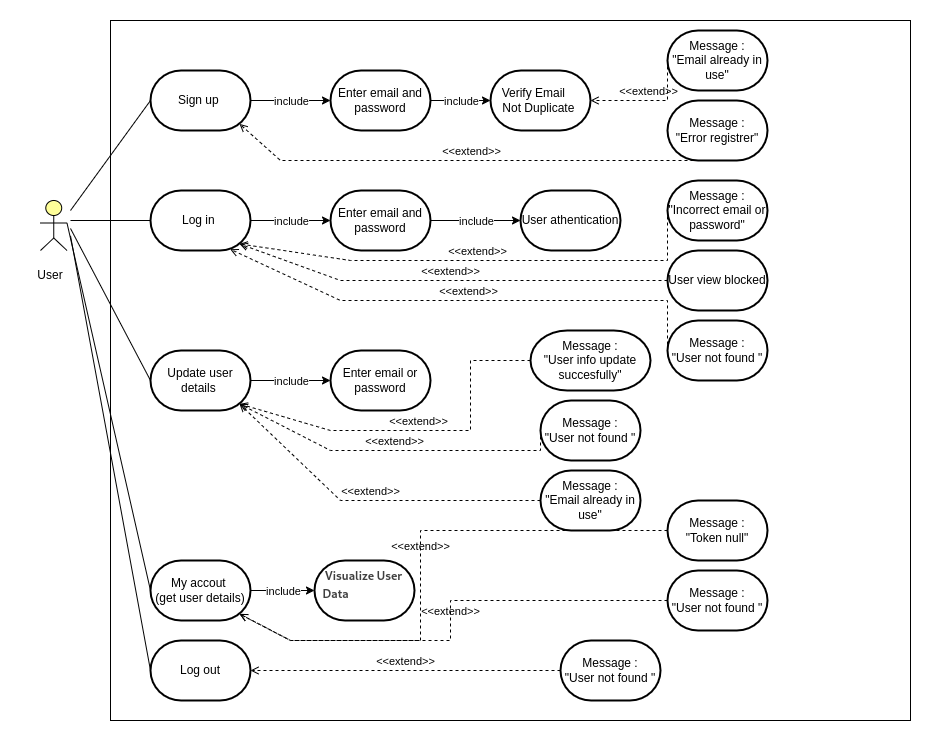 Message :
"Email already in
use"
Sign up
include
Enter email and
password
include
Verify Email
Not Duplicate
<<extend>>
Message :
"Error registrer"
<<extend>>
User
Log in
include
Enter email and
password
include
User athentication
Message :
"Incorrect email or
password"
<<extend>>
<<extend>>
User view blocked
<<extend>>
Message :
"User not found "
Update user
details
include
Enter email or
password
Message :
"User info update
succesfully"
<<extend>>
Message :
"User not found "
<<extend>>
Message :
"Email already in
use"
<<extend>>
Message :
"Token null"
<<extend>>
My accout
(get user details)
include
Visualize User
Data
Message :
"User not found "
<<extend>>
Log out
<<extend>>
Message :
"User not found "